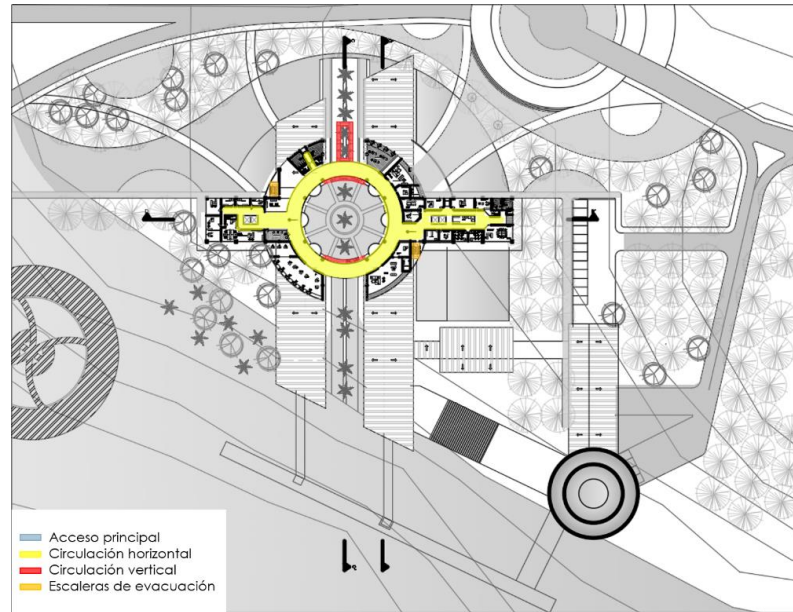 Acceso principal
Circulación horizontal
Circulación vertical
Escaleras de evacuación